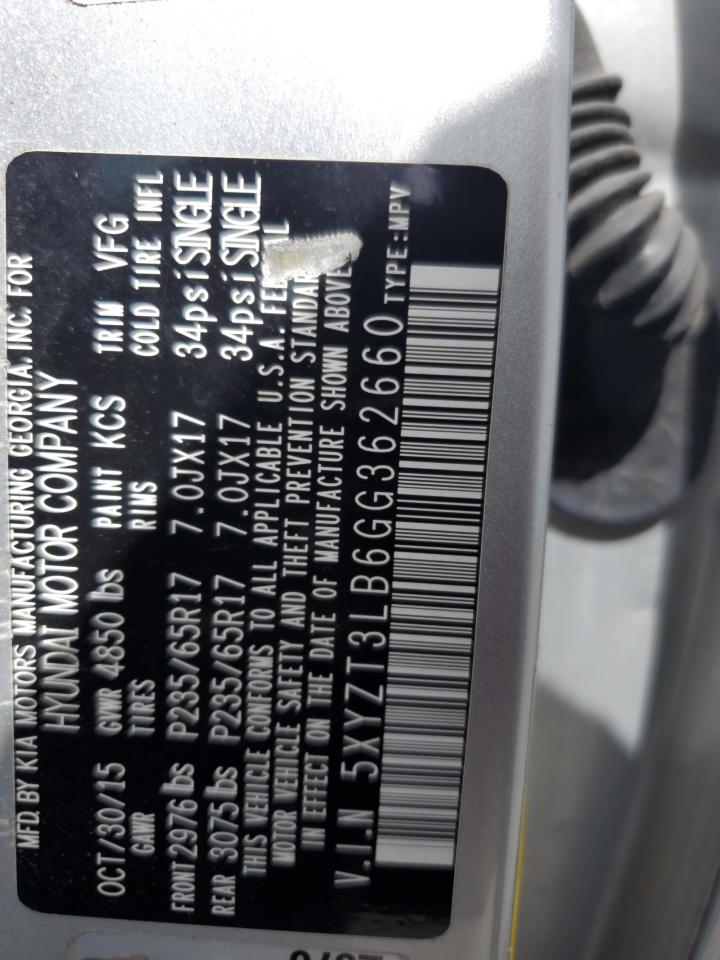 MFD. BY KIA MOTORS MANUFACTURING GEORGIA, INC. FOR
HYUNDAI MOTOR COMPANY
OCT/30/15 GVWR 4850 lbs PAINT KCS TRIM VFG
GAWR TIRES RIMS COLD TIRE INFL
FRONT 2976 lbs P235/65R17 7.0JX17 34psi SINGLE
REAR 3075 lbs P235/65R17 7.0JX17 34psi SINGLE
THIS VEHICLE CONFORMS TO ALL APPLICABLE U.S.A.
MOTOR VEHICLE SAFETY AND THEFT PREVENTION
IN EFFECT ON THE DATE OF MANUFACTURE SHOWN ABOVE
V.I.N 5XYZT3LB6GG362660 TYPE:MPV